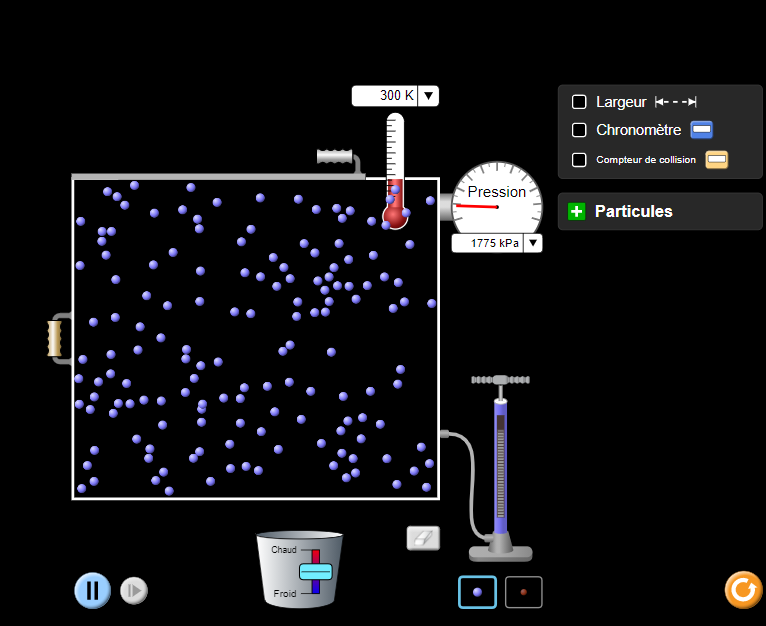 300 K
Largeur
Chronomètre
Compteur de collision
Pression
Particules
1775 kPa
Chaud
Froid